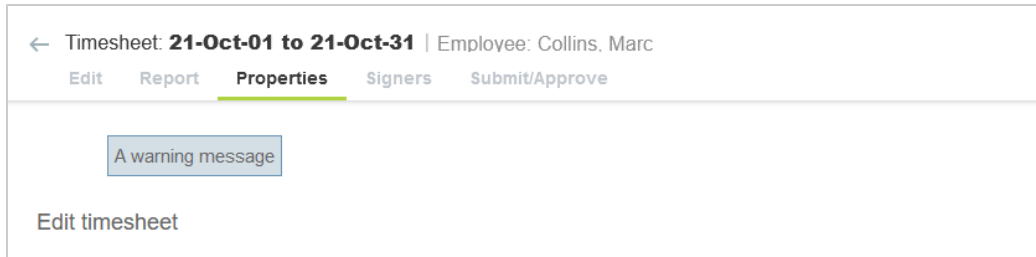 ← Timesheet: 21-Oct-01 to 21-Oct-31 | Employee: Collins, Marc
Edit Report Properties Signers Submit/Approve
A warning message
Edit timesheet